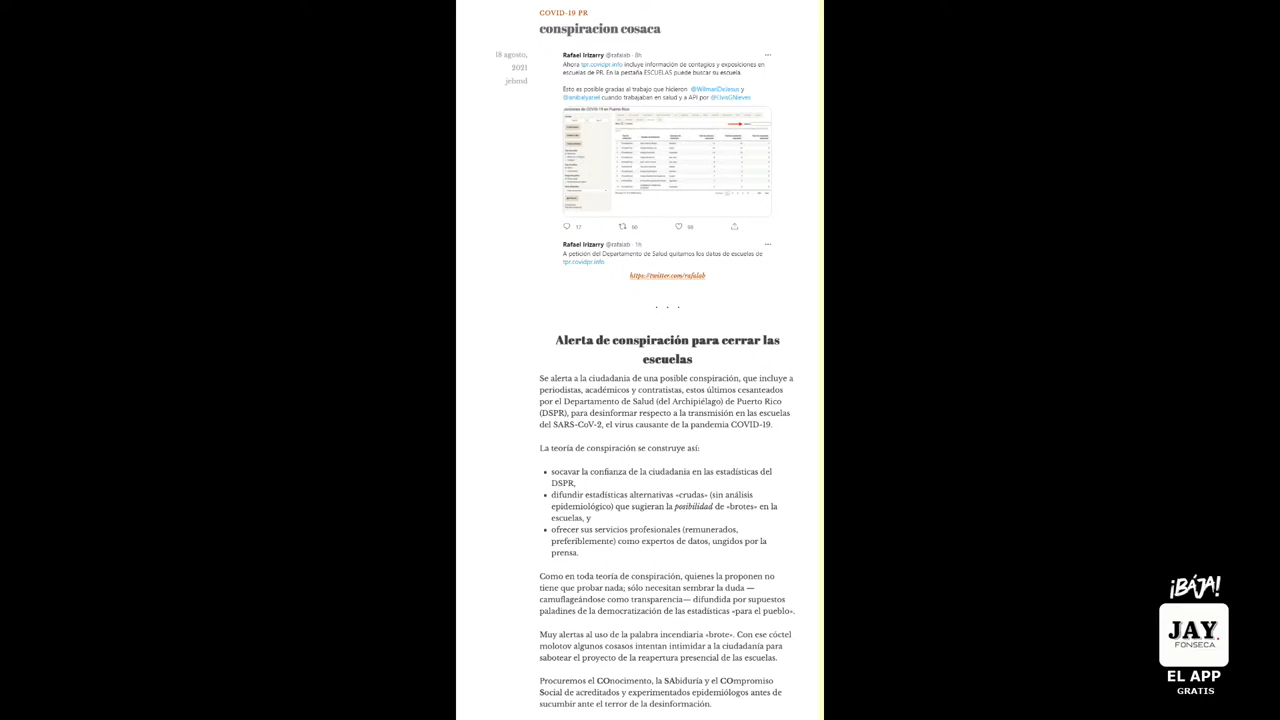 COVID-19 PR
conspiracion cosaca
18 agosto,
2021
jebmd
Rafael Irizarry @rafalab · 8h
Ahora tpr.covidpr.info incluye información de contagios y exposiciones en
escuelas de PR. En la pestaña ESCUELAS puede buscar su escuela.
Esto es posible gracias al trabajo que hicieron @WilmariDeJesus y
@anibalyareil cuando trabajaban en salud y a API por @ElvisGNieves
de COVID-19 en Puerto Rico
17
90
98
Rafael Irizarry @rafalab · 1h
A petición del Departamento de Salud quitamos los datos de escuelas de
tpr.covidpr.info.
https://twitter.com/rafalab
. . .
Alerta de conspiración para cerrar las
escuelas
Se alerta a la ciudadanía de una posible conspiración, que incluye a
periodistas, académicos y contratistas, estos últimos cesanteados
por el Departamento de Salud (del Archipiélago) de Puerto Rico
(DSPR), para desinformar respecto a la transmisión en las escuelas
del SARS-CoV-2, el virus causante de la pandemia COVID-19.
La teoría de conspiración se construye así:
• socavar la confianza de la ciudadanía en las estadísticas del
DSPR,
• difundir estadísticas alternativas «crudas» (sin análisis
epidemiológico) que sugieran la posibilidad de «brotes» en la
escuelas, y
• ofrecer sus servicios profesionales (remunerados,
preferiblemente) como expertos de datos, ungidos por la
prensa.
Como en toda teoría de conspiración, quienes la proponen no
tiene que probar nada; sólo necesitan sembrar la duda —
camuflageándose como transparencia— difundida por supuestos
paladines de la democratización de las estadísticas «para el pueblo».
Muy alertas al uso de la palabra incendiaria «brote». Con ese cóctel
molotov algunos cosasos intentan intimidar a la ciudadanía para
sabotear el proyecto de la reapertura presencial de las escuelas.
Procuremos el COnocimento, la SAbiduría y el COmpromiso
Social de acreditados y experimentados epidemiólogos antes de
sucumbir ante el terror de la desinformación.
¡BÁJA!
JAY.
FONSECA
EL APP
GRATIS